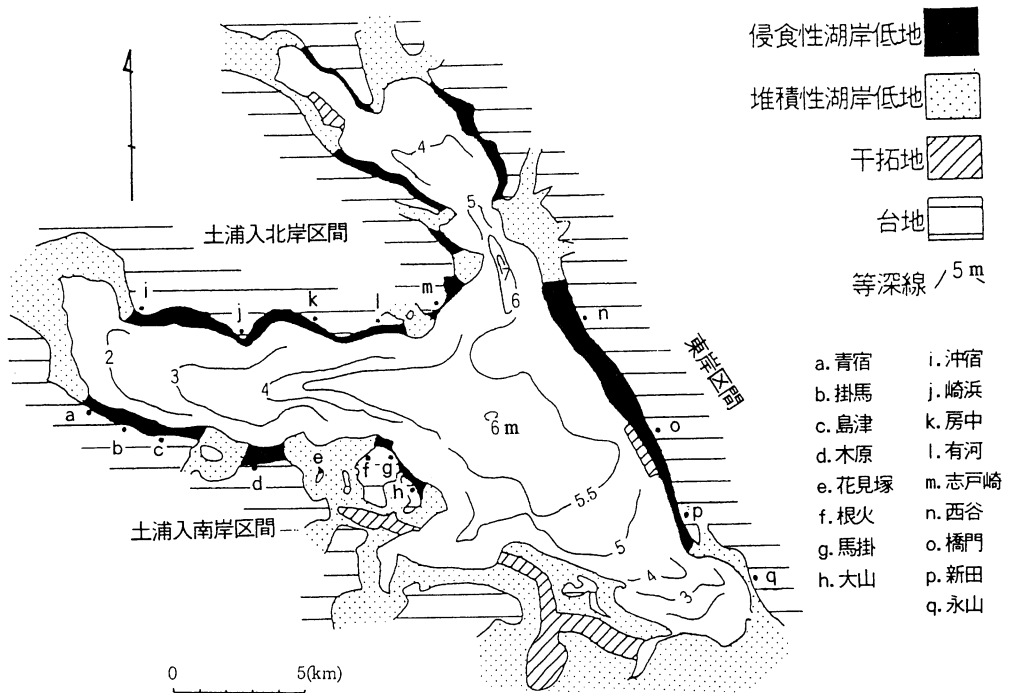 侵食性湖岸低地
堆積性湖岸低地
干拓地
台地
等深線 5m
土浦入北岸区間
東岸区間
土浦入南岸区間
4
5
7
6
2
3
4
6m
5.5
5
4
3
a
b
c
d
e
f
g
h
i
j
k
l
m
n
o
p
q
a. 青宿
b. 掛馬
c. 島津
d. 木原
e. 花見塚
f. 根火
g. 馬掛
h. 大山
i. 沖宿
j. 崎浜
k. 房中
l. 有河
m. 志戸崎
n. 西谷
o. 橋門
p. 新田
q. 永山
0 5(km)